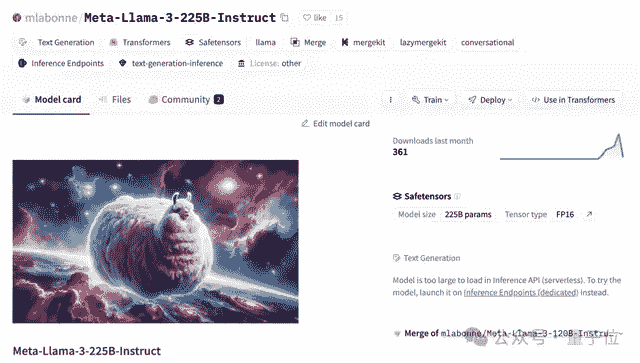 mlabonne/Meta-Llama-3-225B-Instruct like 15
Text Generation Transformers Safetensors llama Merge mergekit lazymergekit conversational
Inference Endpoints text-generation-inference License: other
Model card Files Community 2 Train Deploy Use in Transformers
Edit model card
Downloads last month
361
Safetensors
Model size 225B params Tensor type FP16
Text Generation
Model is too large to load in Inference API (serverless). To try the
model, launch it on Inference Endpoints (dedicated) instead.
Merge of mlabonne/Meta-Llama-3-120B-Instru…
公众号 · 量子位
Meta-Llama-3-225B-Instruct